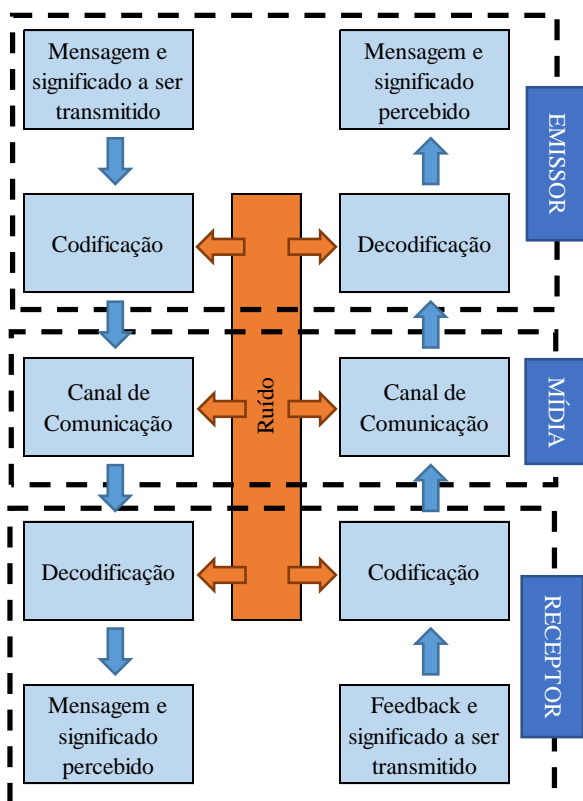 Mensagem e
significado a ser
transmitido
Mensagem e
significado
percebido
EMISSOR
Codificação
Decodificação
Ruído
Canal de
Comunicação
Canal de
Comunicação
MÍDIA
Decodificação
Codificação
RECEPTOR
Mensagem e
significado
percebido
Feedback e
significado a ser
transmitido